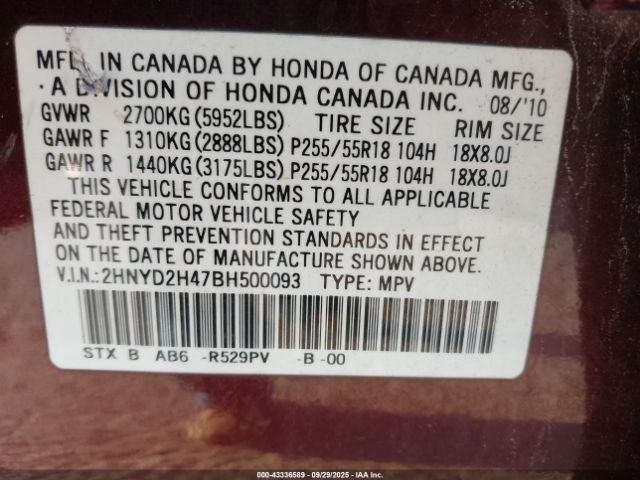 MFD. IN CANADA BY HONDA OF CANADA MFG.,
A DIVISION OF HONDA CANADA INC. 08/'10
GVWR 2700KG (5952LBS) TIRE SIZE RIM SIZE
GAWR F 1310KG (2888LBS) P255/55R18 104H 18X8.0J
GAWR R 1440KG (3175LBS) P255/55R18 104H 18X8.0J
THIS VEHICLE CONFORMS TO ALL APPLICABLE
FEDERAL MOTOR VEHICLE SAFETY
AND THEFT PREVENTION STANDARDS IN EFFECT
ON THE DATE OF MANUFACTURE SHOWN ABOVE.
V.I.N.: 2HNYD2H47BH500093 TYPE: MPV
STX B AB6 -R529PV -B -00
000-43336589 | 09/29/2025 | IAA Inc.